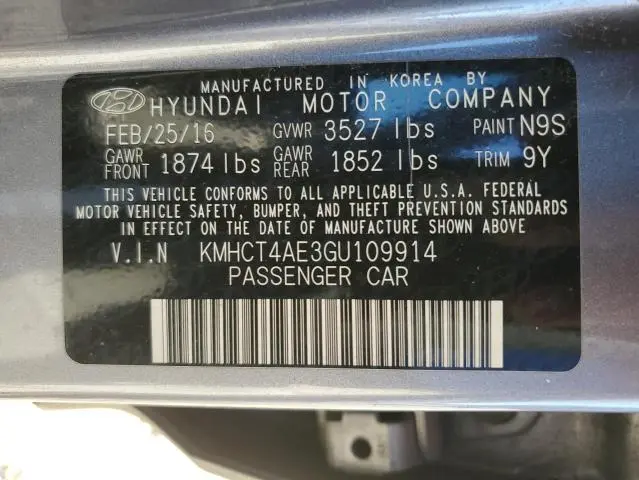 MANUFACTURED IN KOREA BY
HYUNDAI MOTOR COMPANY
FEB/25/16 GVWR 3527 lbs PAINT N9S
GAWR FRONT 1874 lbs GAWR REAR 1852 lbs TRIM 9Y
THIS VEHICLE CONFORMS TO ALL APPLICABLE U.S.A. FEDERAL
MOTOR VEHICLE SAFETY, BUMPER, AND THEFT PREVENTION STANDARDS
IN EFFECT ON THE DATE OF MANUFACTURE SHOWN ABOVE.
V.I.N KMHCT4AE3GU109914
PASSENGER CAR